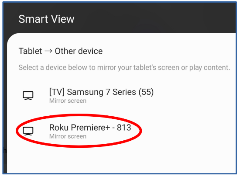 Smart View
Tablet → Other device
Select a device below to mirror your tablet's screen or play content.
[TV] Samsung 7 Series (55)
Mirror screen
Roku Premiere+ - 813
Mirror screen